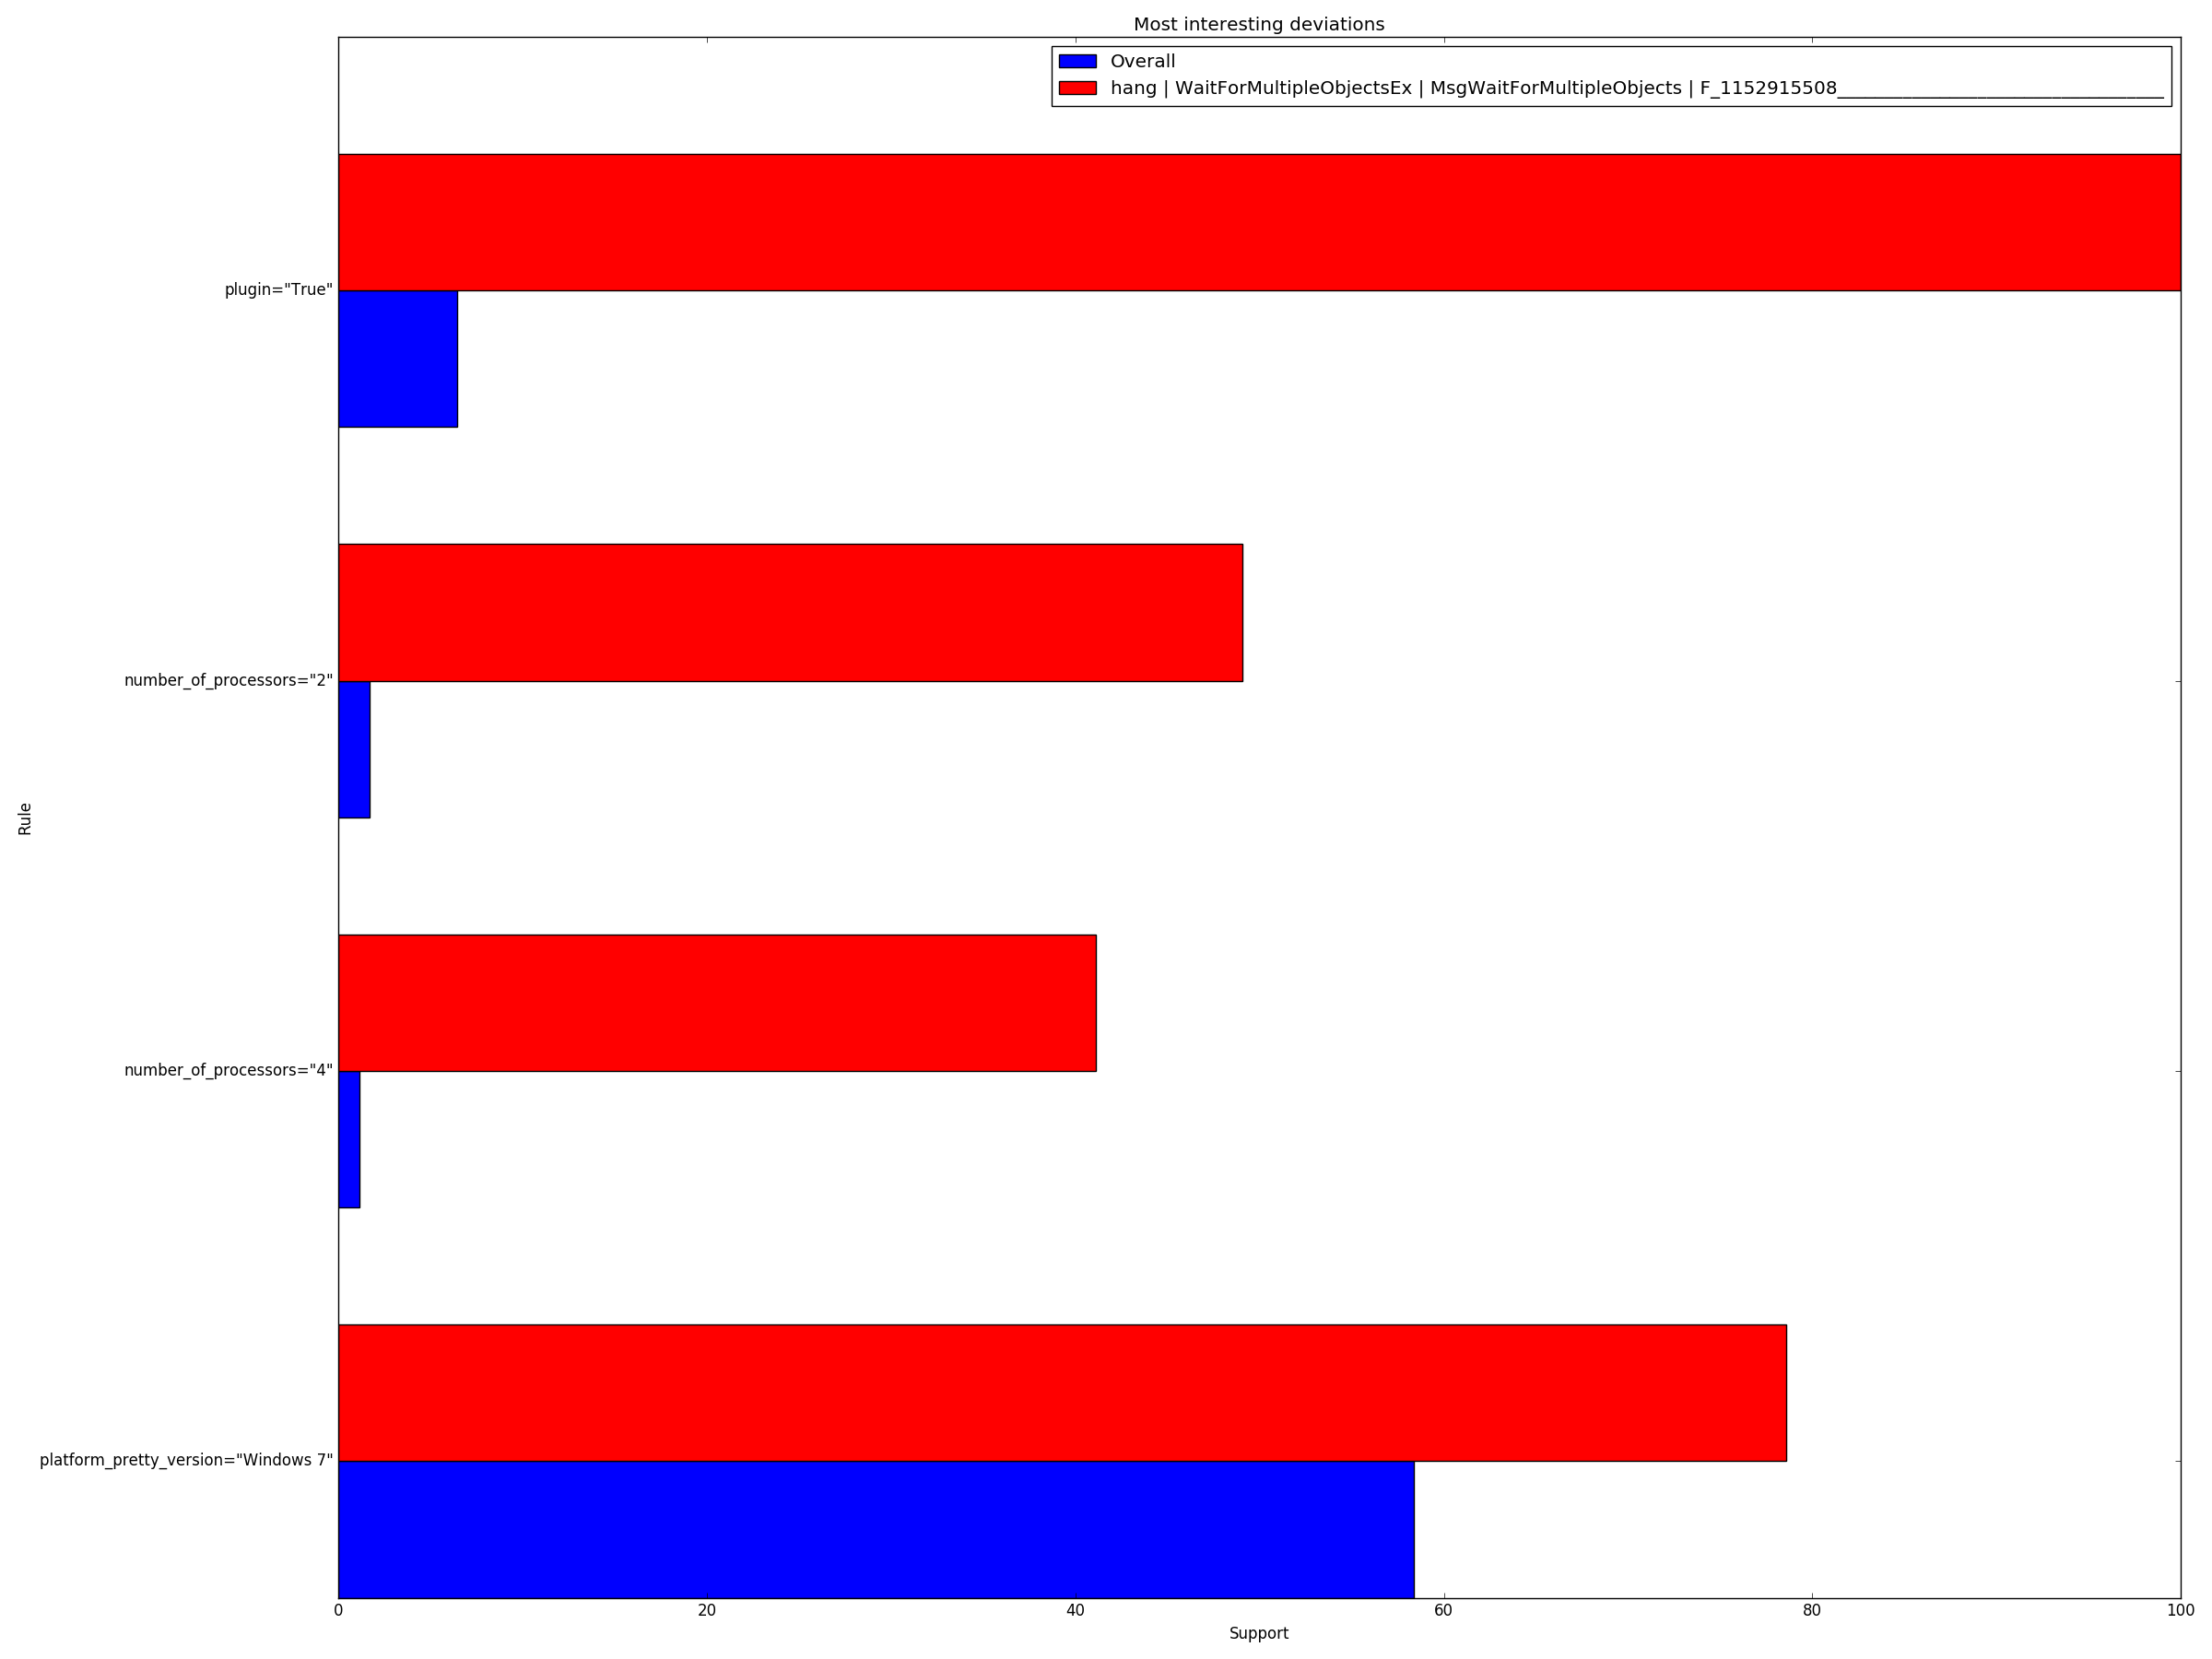 Most interesting deviations
Overall
hang | WaitForMultipleObjectsEx | MsgWaitForMultipleObjects | F_1152915508___________________________________
plugin="True"
number_of_processors="2"
Rule
number_of_processors="4"
platform_pretty_version="Windows 7"
0 20 40 60 80 100
Support